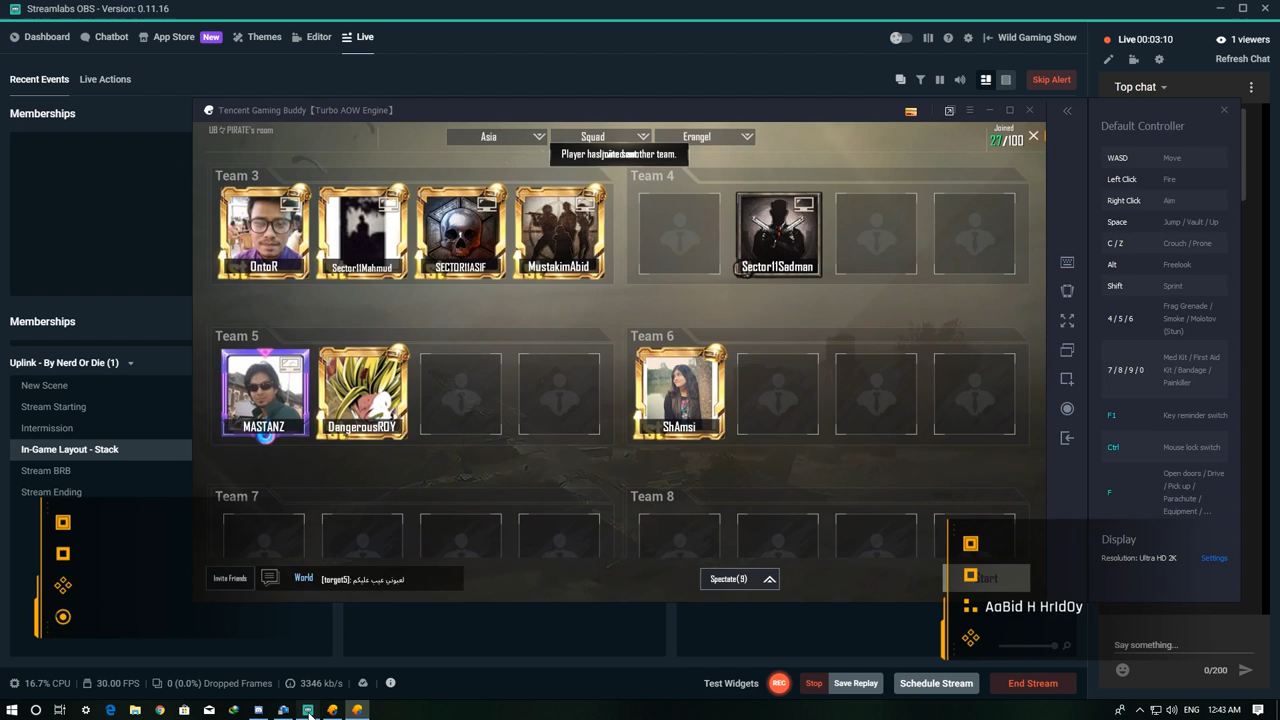 Streamlabs OBS - Version: 0.11.16
Dashboard
Chatbot
App Store
New
Themes
Editor
Live
Wild Gaming Show
Live 00:03:10
1 viewers
Refresh Chat
Recent Events
Live Actions
Skip Alert
Top chat
Memberships
Memberships
Uplink - By Nerd Or Die (1)
New Scene
Stream Starting
Intermission
In-Game Layout - Stack
Stream BRB
Stream Ending
Tencent Gaming Buddy【Turbo AOW Engine】
PIRATE's room
Asia
Squad
Erangel
Joined
27/100
Team 3
OntoR
Sector11Mahmud
SECTOR11ASIF
MustakimAbid
Team 4
Sector11Sadman
Team 5
MASTANZ
DangerousROY
Team 6
ShAmsi
Team 7
Team 8
Invite Friends
World
[torget5]: لعبوني عيب عليكم
Spectate(9)
AaBid H HrIdOy
Default Controller
WASD Move
Left Click Fire
Right Click Aim
Space Jump / Vault / Up
C / Z Crouch / Prone
Alt Freelook
Shift Sprint
4 / 5 / 6 Frag Grenade /
Smoke / Molotov
(Stun)
7 / 8 / 9 / 0 Med Kit / First Aid
Kit / Bandage /
Painkiller
F1 Key reminder switch
Ctrl Mouse lock switch
F Open doors / Drive
/ Pick up /
Parachute /
Equipment / ...
Display
Resolution: Ultra HD 2K
Settings
Say something...
0/200
16.7% CPU
30.00 FPS
0 (0.0%) Dropped Frames
3346 kb/s
Test Widgets
REC
Stop
Save Replay
Schedule Stream
End Stream
ENG
12:43 AM